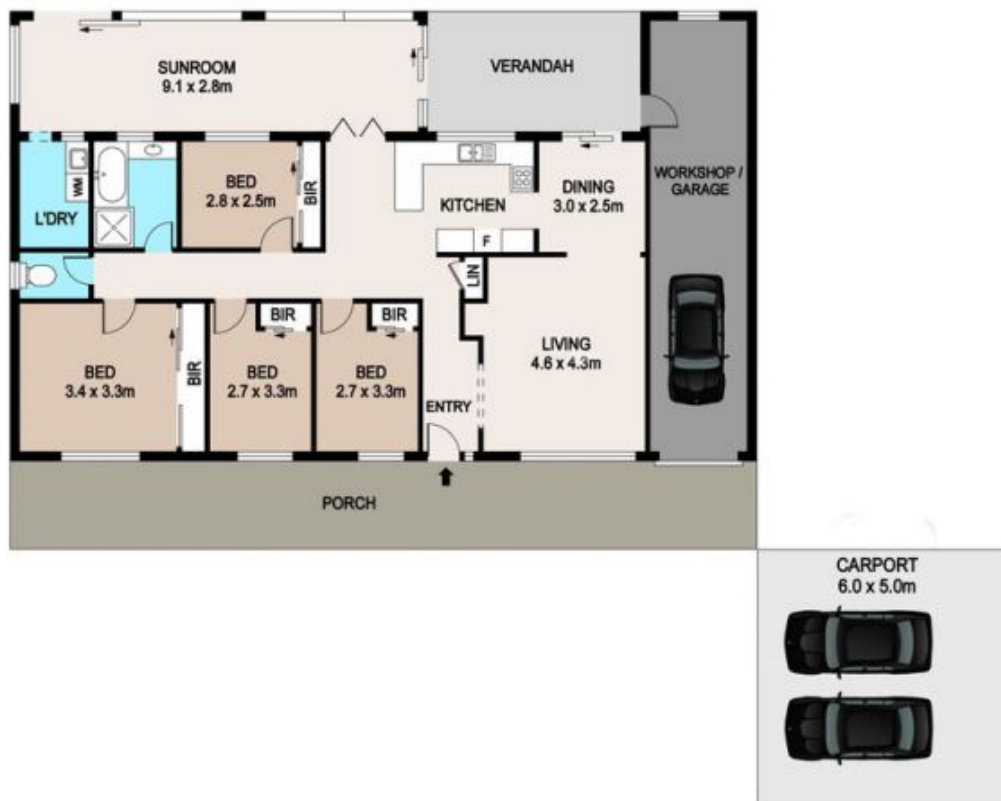 SUNROOM
9.1 x 2.8m
VERANDAH
WORKSHOP /
GARAGE
L'DRY
WM
BED
2.8 x 2.5m
BIR
KITCHEN
F
DINING
3.0 x 2.5m
LIN
BED
3.4 x 3.3m
BIR
BED
2.7 x 3.3m
BIR
BED
2.7 x 3.3m
BIR
ENTRY
LIVING
4.6 x 4.3m
PORCH
CARPORT
6.0 x 5.0m